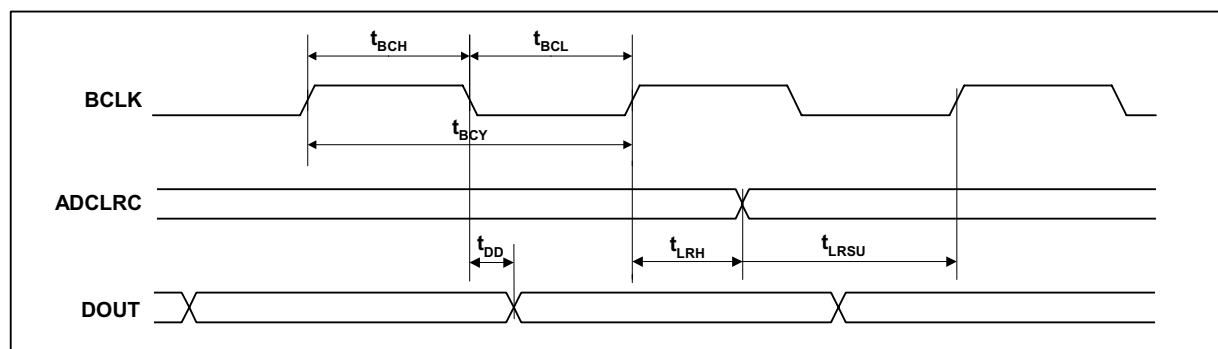 tBCH
tBCL
BCLK
tBCY
ADCLRC
tDD
tLRH
tLRSU
DOUT